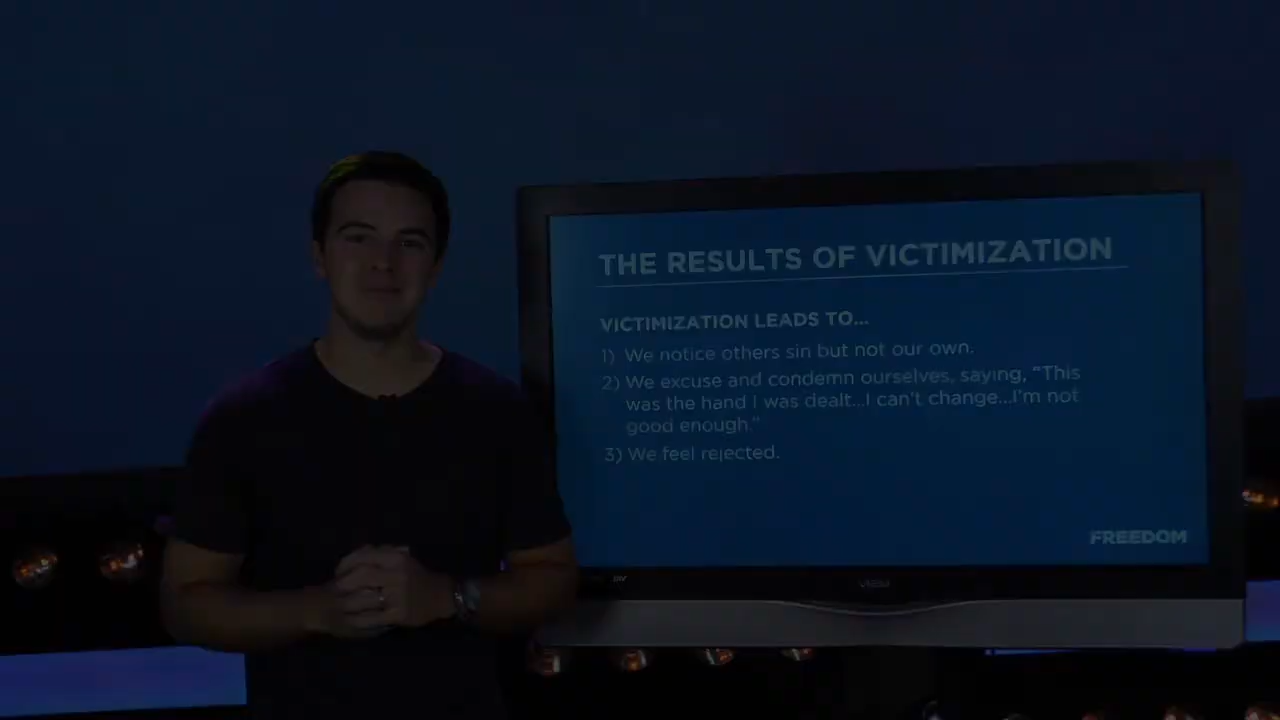 THE RESULTS OF VICTIMIZATION
VICTIMIZATION LEADS TO...
1) We notice others sin but not our own.
2) We excuse and condemn ourselves, saying, “This
was the hand I was dealt...I can't change...I'm not
good enough.”
3) We feel rejected.
FREEDOM